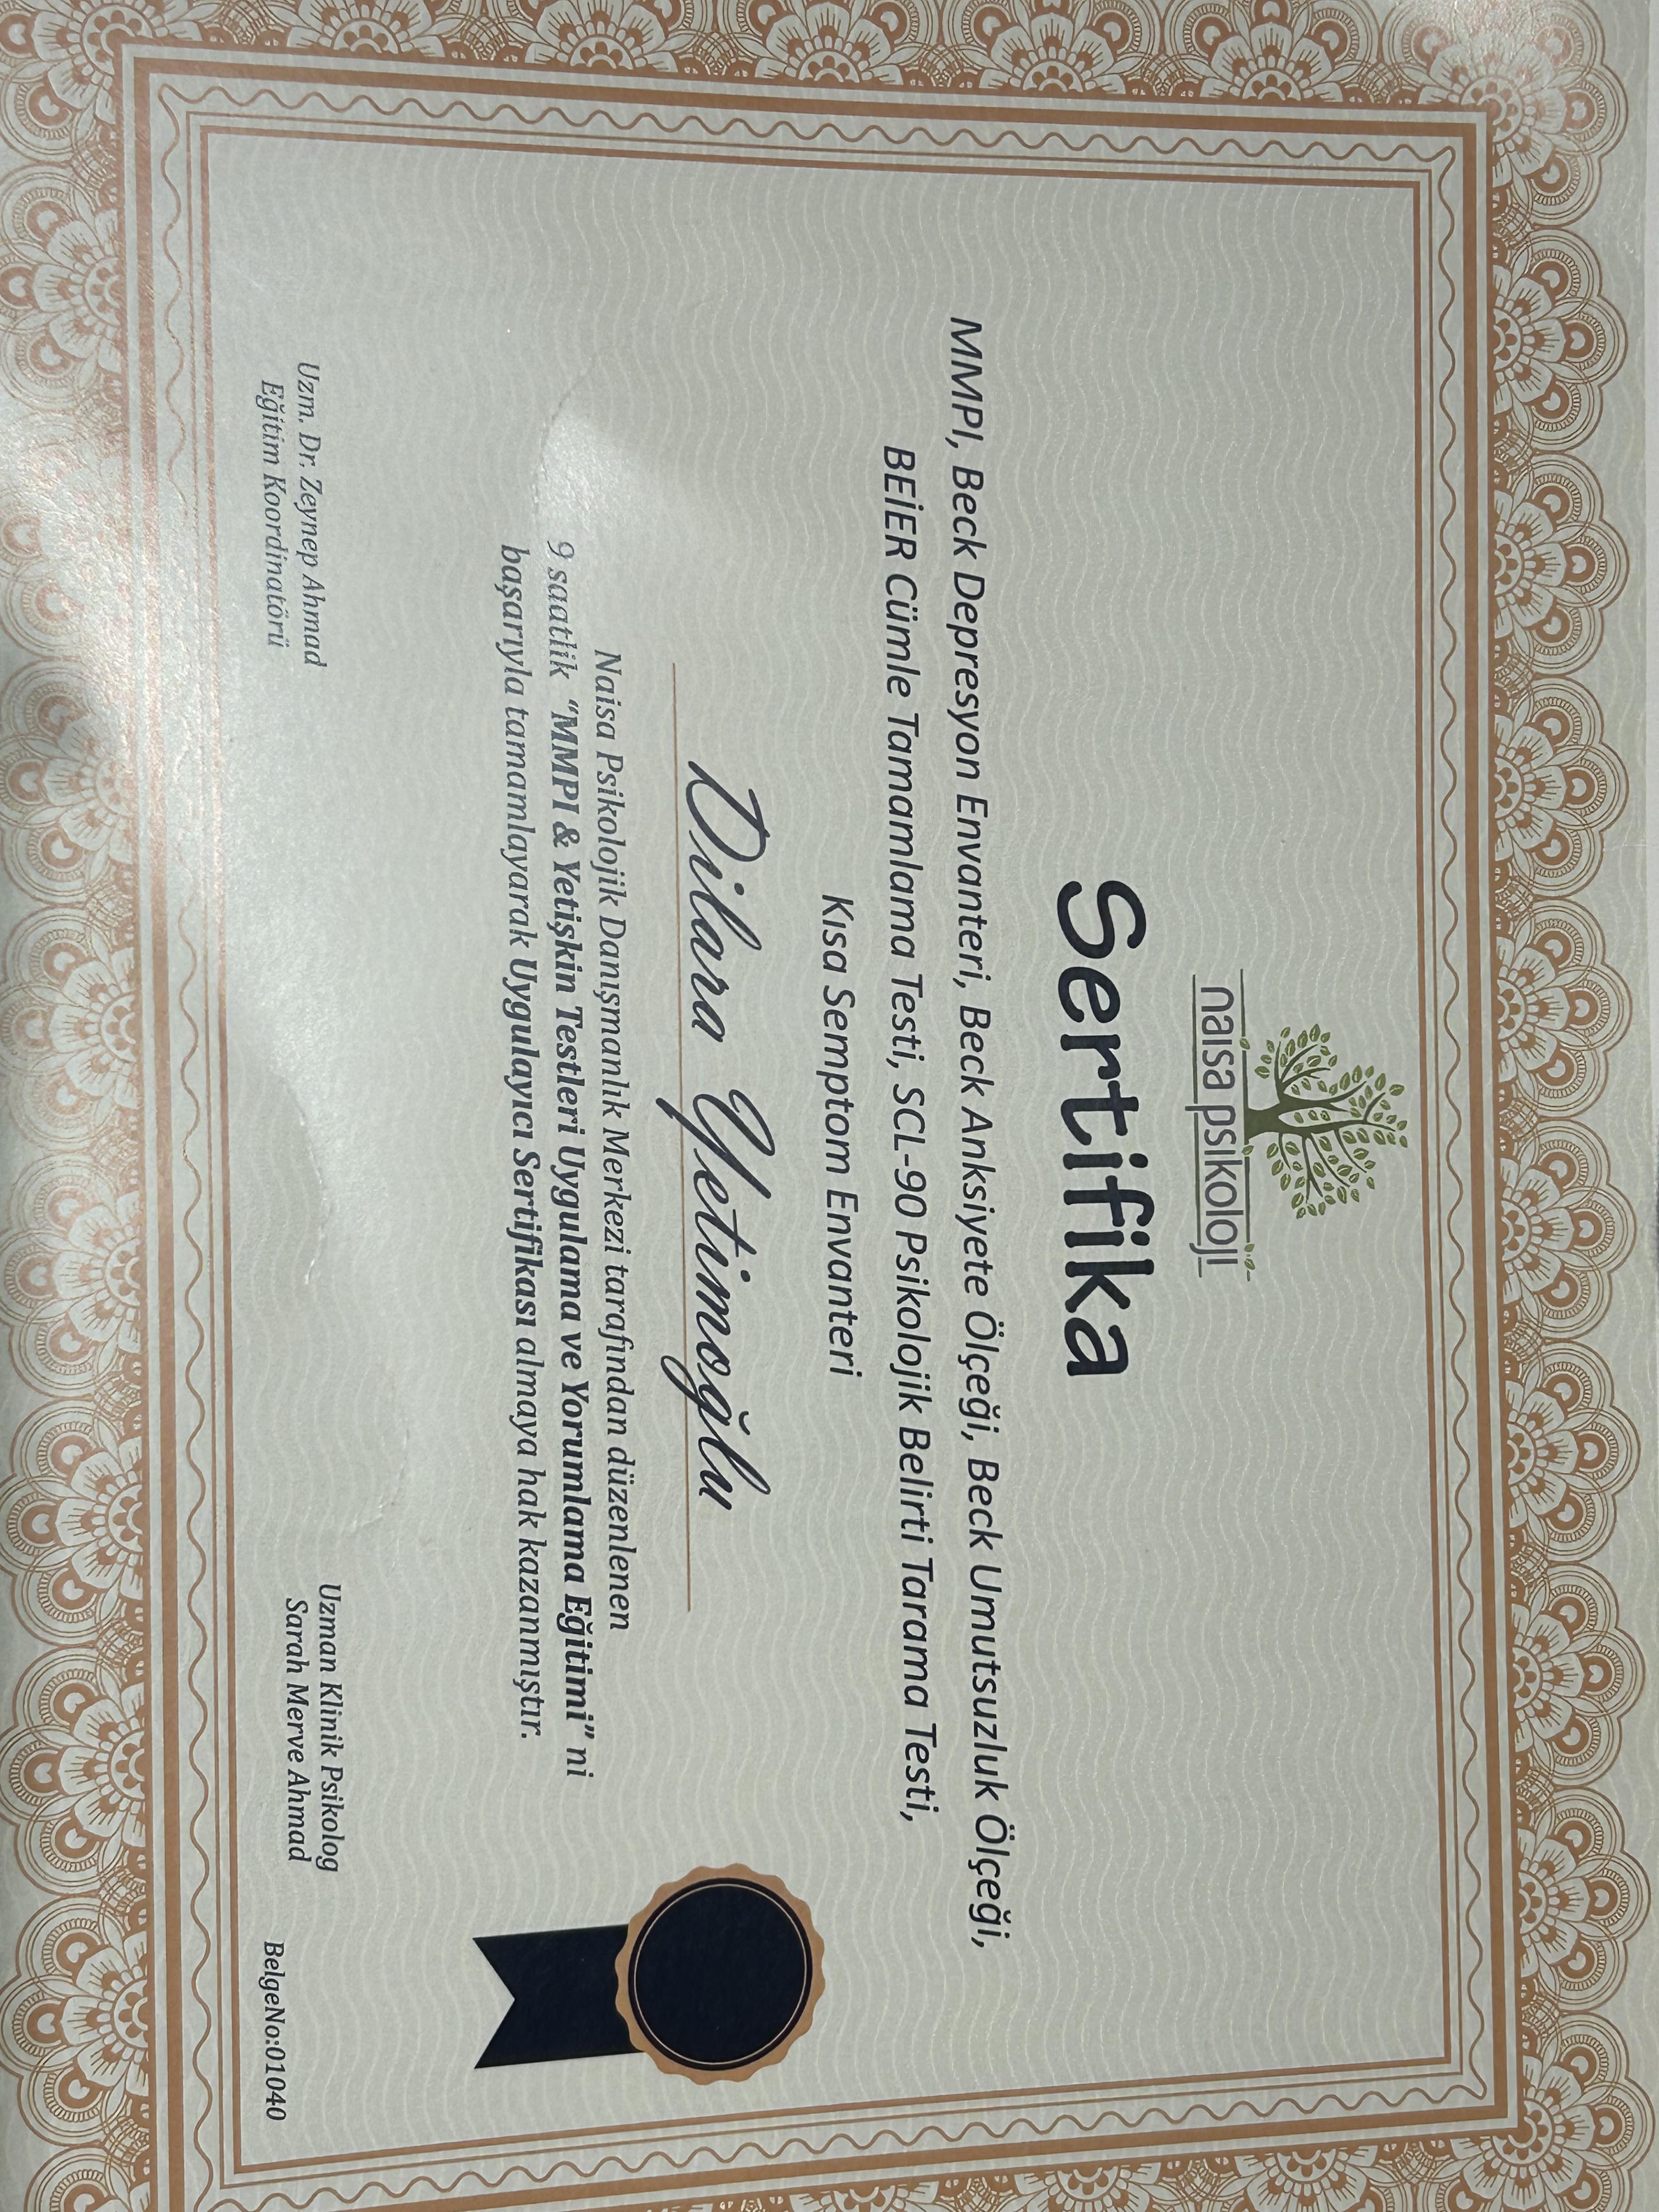 naisa psikoloji
Sertifika
MMPI, Beck Depresyon Envanteri, Beck Anksiyete Ölçeği, Beck Umutsuzluk Ölçeği,
BEİER Cümle Tamamlama Testi, SCL-90 Psikolojik Belirti Tarama Testi,
Kısa Semptom Envanteri
Dilara Yetimoğlu
Naisa Psikolojik Danışmanlık Merkezi tarafından düzenlenen
9 saatlik “MMPI & Yetişkin Testleri Uygulama ve Yorumlama Eğitimi” ni
başarıyla tamamlayarak Uygulayıcı Sertifikası almaya hak kazanmıştır.
Uzm. Dr. Zeynep Ahmad
Eğitim Koordinatörü
Uzman Klinik Psikolog
Sarah Merve Ahmad
BelgeNo:01040